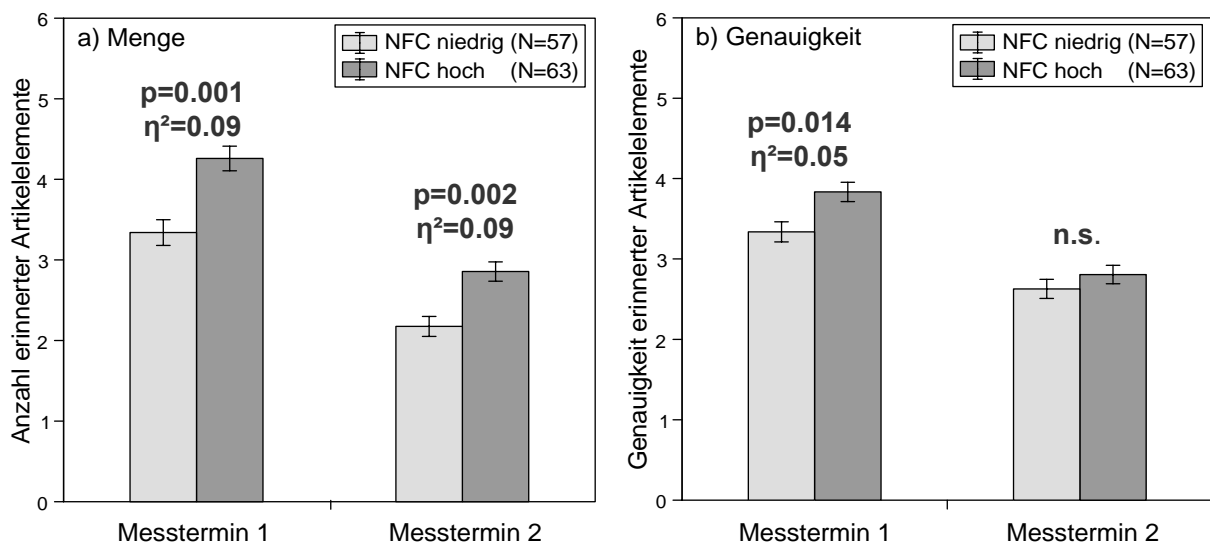 a) Menge
NFC niedrig (N=57)
NFC hoch (N=63)
Anzahl erinnerter Artikelelemente
6
5
4
3
2
1
0
p=0.001
η²=0.09
p=0.002
η²=0.09
Messtermin 1
Messtermin 2
b) Genauigkeit
NFC niedrig (N=57)
NFC hoch (N=63)
Genauigkeit erinnerter Artikelelemente
6
5
4
3
2
1
0
p=0.014
η²=0.05
n.s.
Messtermin 1
Messtermin 2